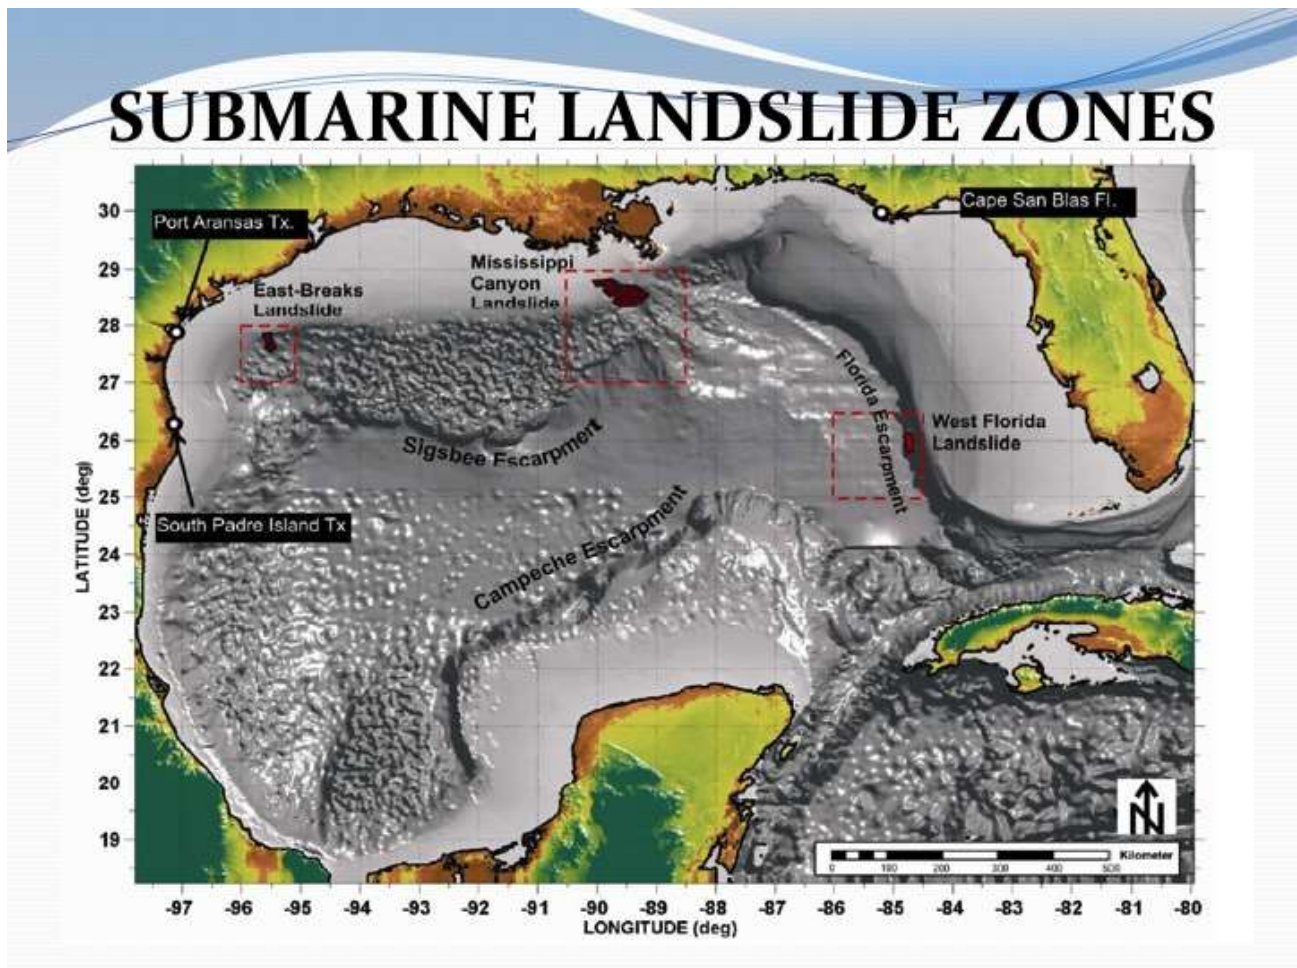 SUBMARINE LANDSLIDE ZONES
30
29
28
27
26
25
24
23
22
21
20
19
LATITUDE (deg)
Port Aransas Tx.
Cape San Blas Fl.
East-Breaks
Landslide
Mississippi
Canyon
Landslide
Florida Escarpment
West Florida
Landslide
Sigsbee Escarpment
South Padre Island Tx
Campeche Escarpment
N
Kilometer
0 100 200 300 400 500
-97 -96 -95 -94 -93 -92 -91 -90 -89 -88 -87 -86 -85 -84 -83 -82 -81 -80
LONGITUDE (deg)